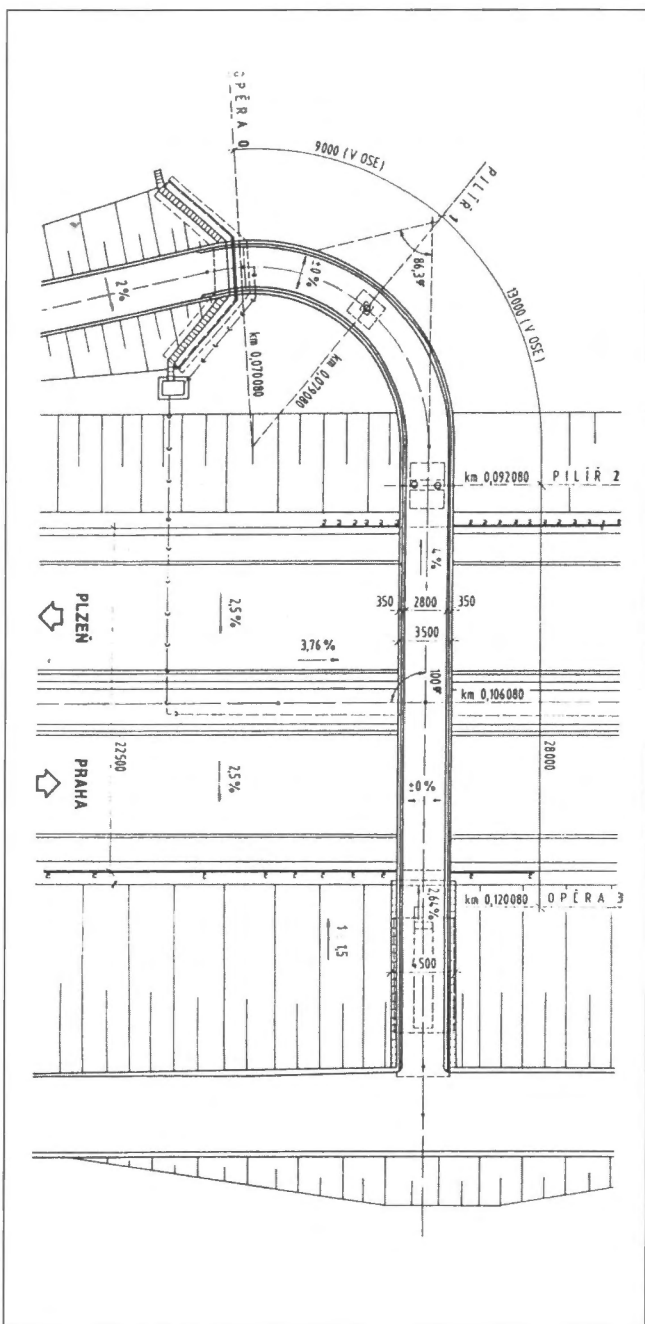 OPĚRA 0
9000 (V OSE)
PILÍŘ 1
86,3g
13000 (V OSE)
±0%
2%
km 0,070080
km 0,079080
km 0,092080 PILÍŘ 2
4%
350 2800 350
3500
PLZEŇ
2,5%
3,76%
100g
km 0,106080
22500
28000
PRAHA
2,5%
±0%
2,64%
km 0,120080 OPĚRA 3
1:1,5
4500